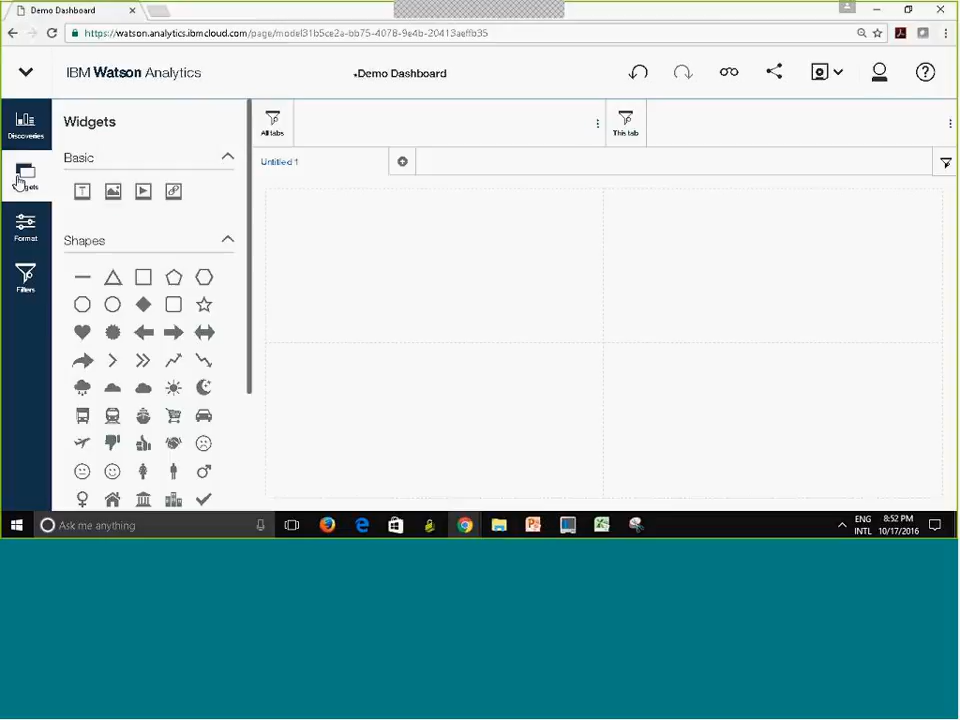 Demo Dashboard
https://watson.analytics.ibmcloud.com/page/model31b5ce2a-bb75-4078-9e4b-20413aeffb35
IBM Watson Analytics
Demo Dashboard
Discoveries
Widgets
All tabs
This tab
Basic
Untitled 1
T
Shapes
Format
Filters
Ask me anything
ENG
8:52 PM
INTL
10/17/2016